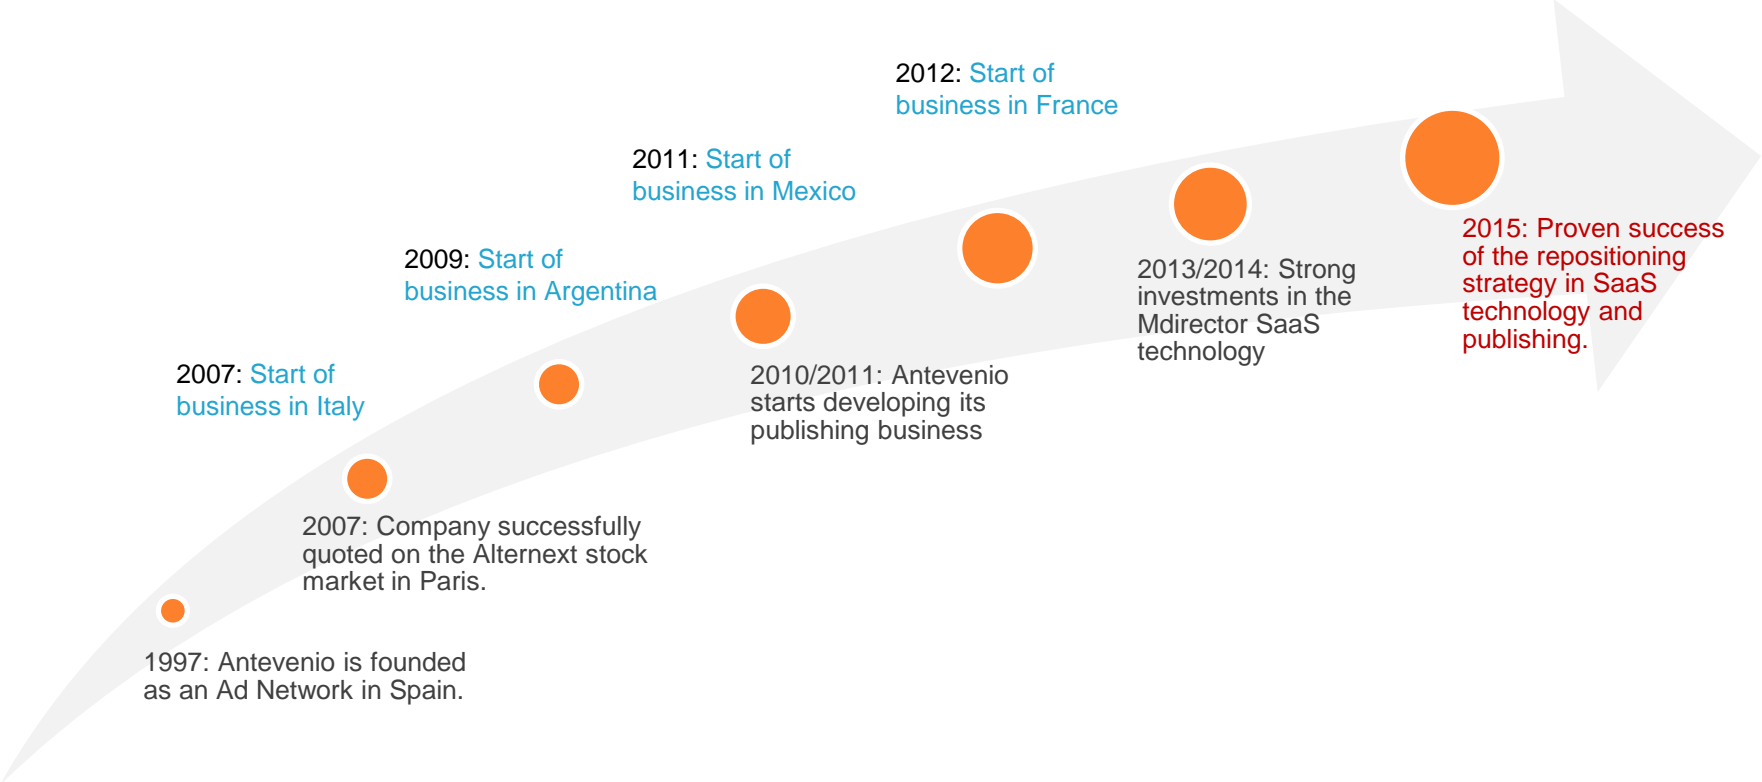 2012: Start of
business in France
2011: Start of
business in Mexico
2009: Start of
business in Argentina
2007: Start of
business in Italy
2015: Proven success
of the repositioning
strategy in SaaS
technology and
publishing.
2013/2014: Strong
investments in the
Mdirector SaaS
technology
2010/2011: Antevenio
starts developing its
publishing business
2007: Company successfully
quoted on the Alternext stock
market in Paris.
1997: Antevenio is founded
as an Ad Network in Spain.